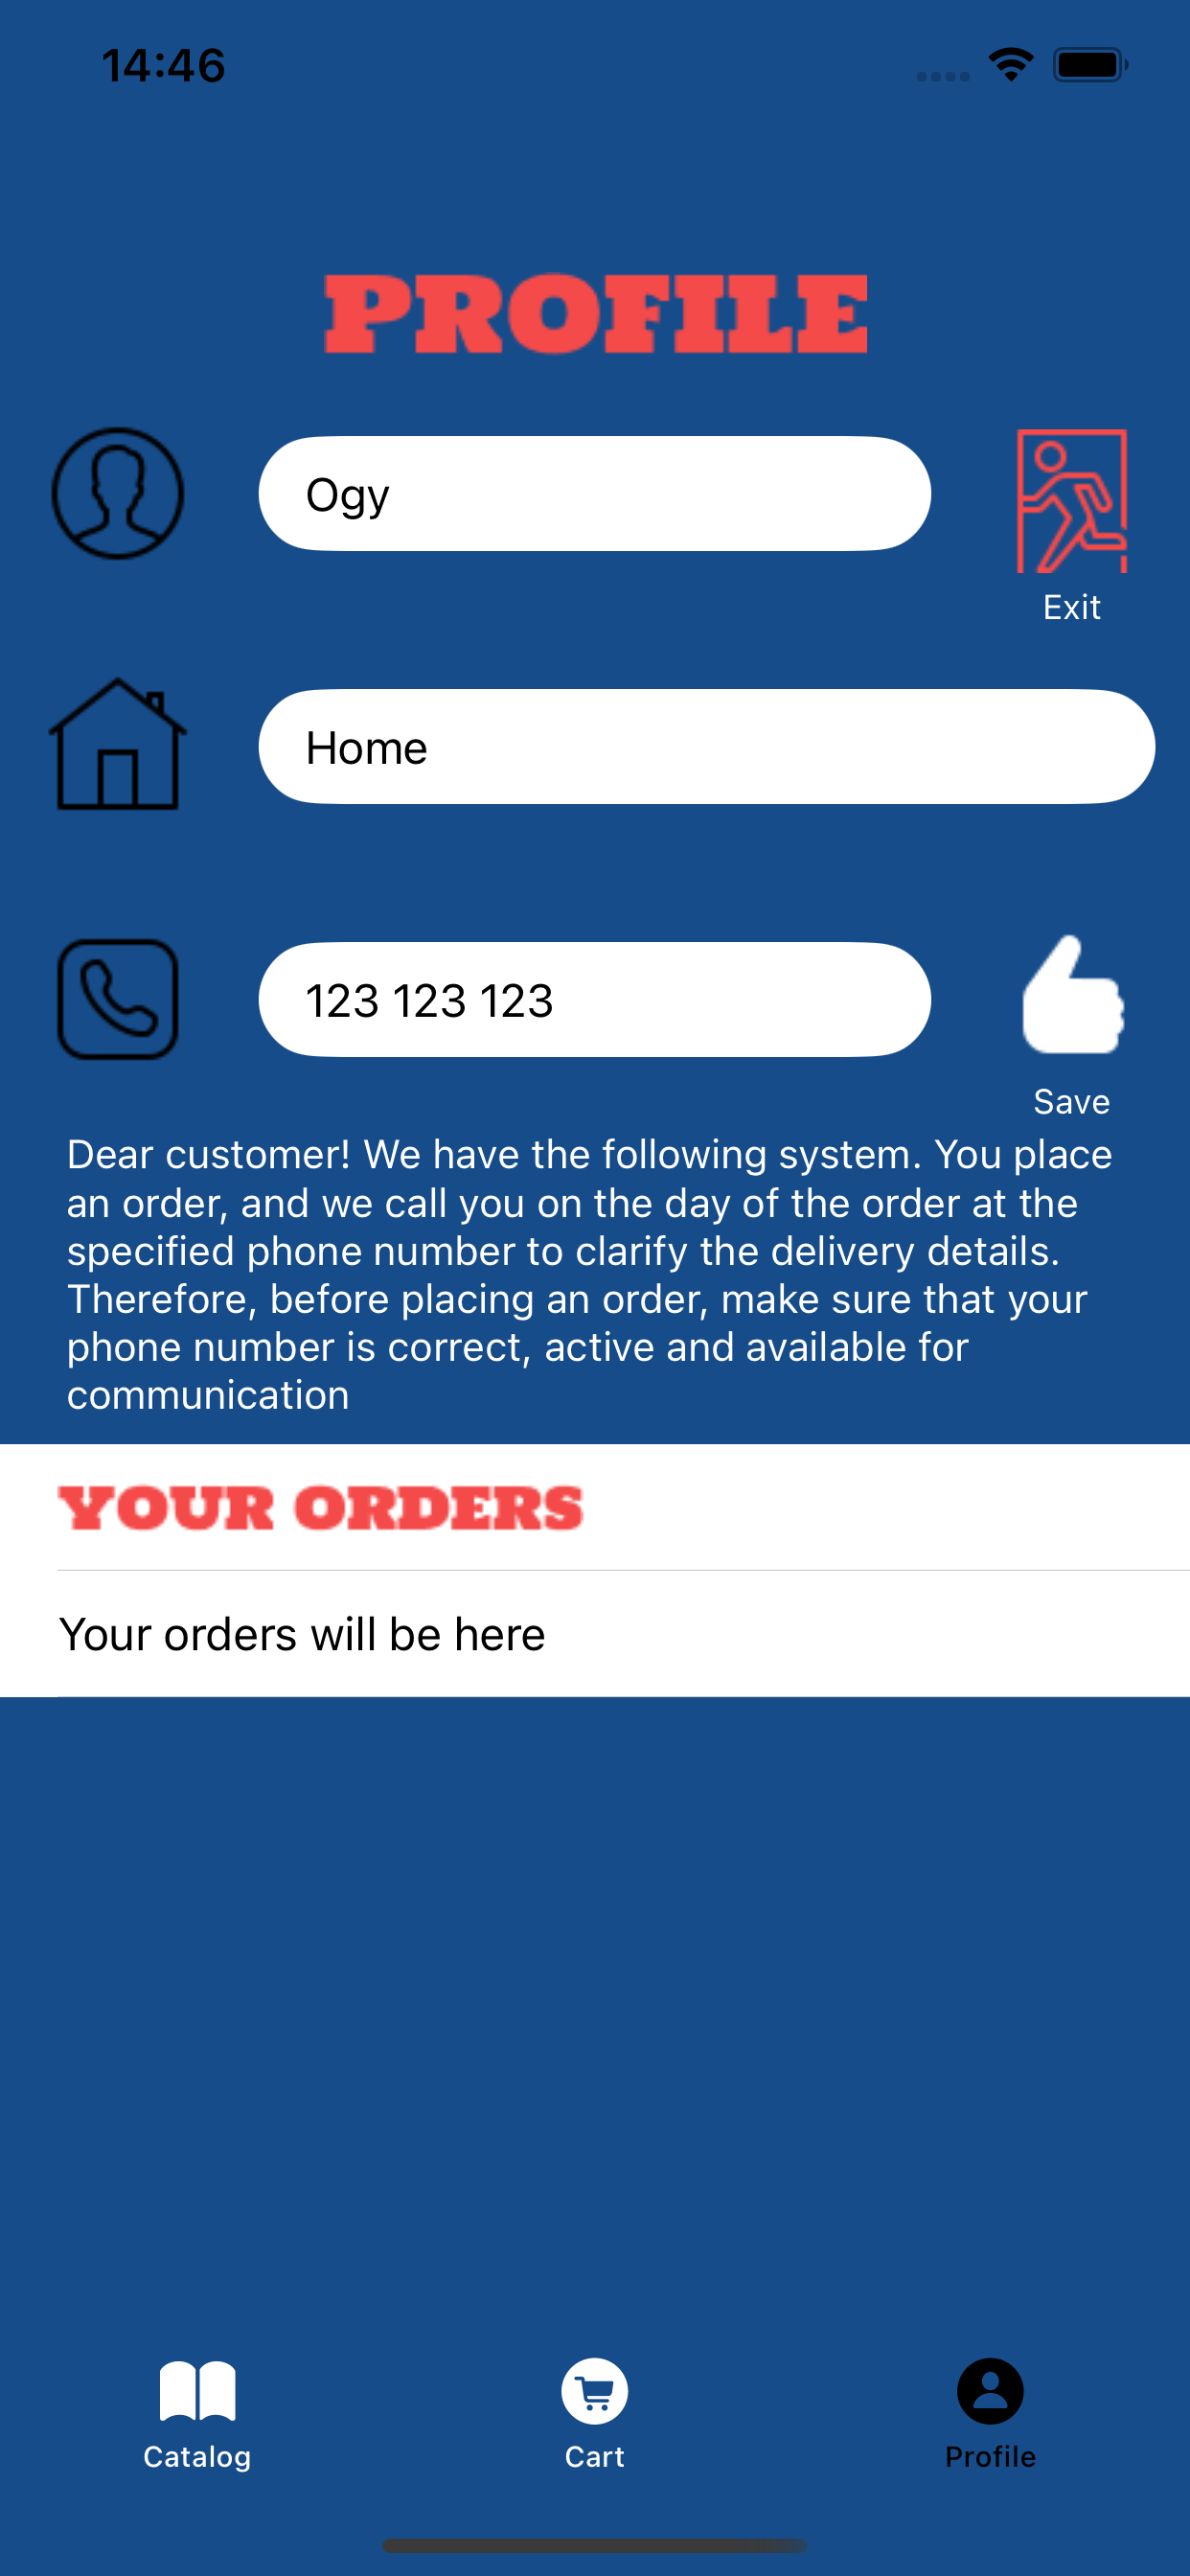 14:46
PROFILE
Ogy
Exit
Home
123 123 123
Save
Dear customer! We have the following system. You place
an order, and we call you on the day of the order at the
specified phone number to clarify the delivery details.
Therefore, before placing an order, make sure that your
phone number is correct, active and available for
communication
YOUR ORDERS
Your orders will be here
Catalog
Cart
Profile